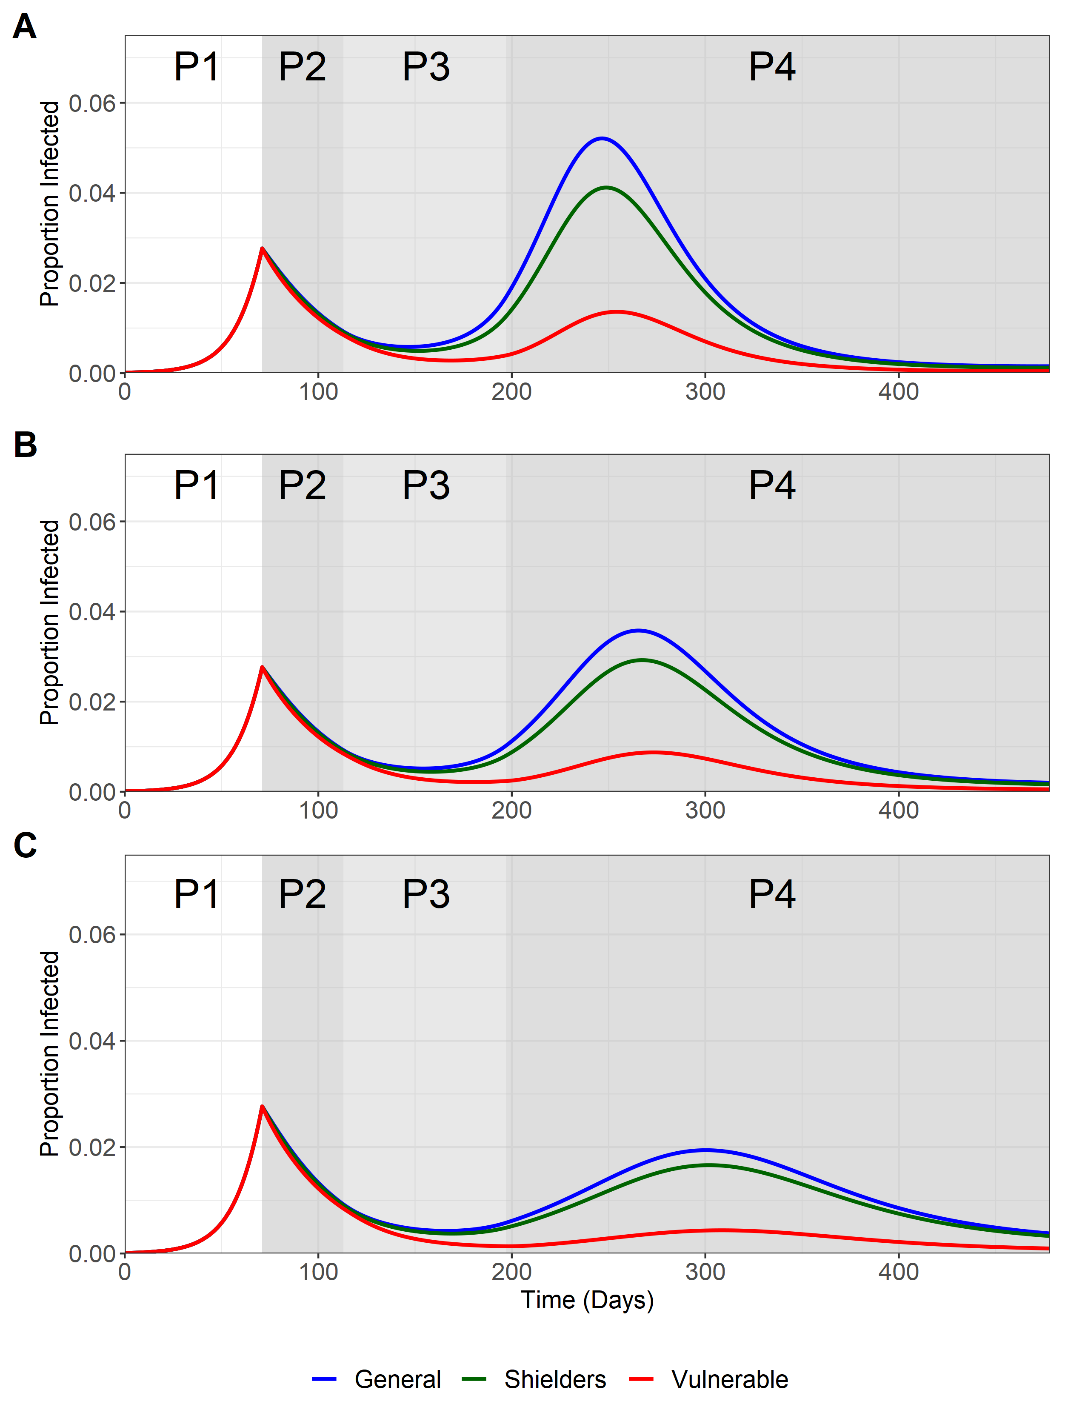 A
P1 P2 P3 P4
Proportion Infected
0.06
0.04
0.02
0.00
0 100 200 300 400
B
P1 P2 P3 P4
Proportion Infected
0.06
0.04
0.02
0.00
0 100 200 300 400
C
P1 P2 P3 P4
Proportion Infected
0.06
0.04
0.02
0.00
0 100 200 300 400
Time (Days)
General Shielders Vulnerable